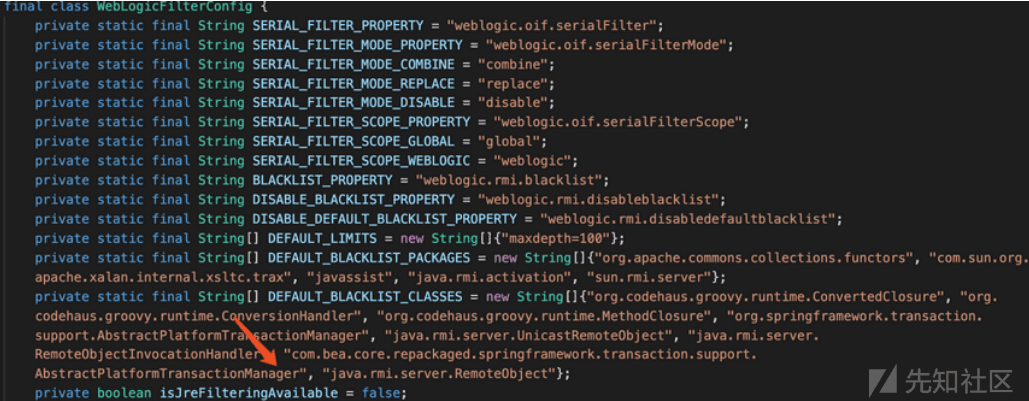 final class WebLogicFilterConfig {
private static final String SERIAL_FILTER_PROPERTY = "weblogic.oif.serialFilter";
private static final String SERIAL_FILTER_MODE_PROPERTY = "weblogic.oif.serialFilterMode";
private static final String SERIAL_FILTER_MODE_COMBINE = "combine";
private static final String SERIAL_FILTER_MODE_REPLACE = "replace";
private static final String SERIAL_FILTER_MODE_DISABLE = "disable";
private static final String SERIAL_FILTER_SCOPE_PROPERTY = "weblogic.oif.serialFilterScope";
private static final String SERIAL_FILTER_SCOPE_GLOBAL = "global";
private static final String SERIAL_FILTER_SCOPE_WEBLOGIC = "weblogic";
private static final String BLACKLIST_PROPERTY = "weblogic.rmi.blacklist";
private static final String DISABLE_BLACKLIST_PROPERTY = "weblogic.rmi.disableblacklist";
private static final String DISABLE_DEFAULT_BLACKLIST_PROPERTY = "weblogic.rmi.disabledefaultblacklist";
private static final String[] DEFAULT_LIMITS = new String[]{"maxdepth=100"};
private static final String[] DEFAULT_BLACKLIST_PACKAGES = new String[]{"org.apache.commons.collections.functors", "com.sun.org.
apache.xalan.internal.xsltc.trax", "javassist", "java.rmi.activation", "sun.rmi.server"};
private static final String[] DEFAULT_BLACKLIST_CLASSES = new String[]{"org.codehaus.groovy.runtime.ConvertedClosure", "org.
codehaus.groovy.runtime.ConversionHandler", "org.codehaus.groovy.runtime.MethodClosure", "org.springframework.transaction.
support.AbstractPlatformTransactionManager", "java.rmi.server.UnicastRemoteObject", "java.rmi.server.
RemoteObjectInvocationHandler", "com.bea.core.repackaged.springframework.transaction.support.
AbstractPlatformTransactionManager", "java.rmi.server.RemoteObject"};
private boolean isJreFilteringAvailable = false;
先知社区